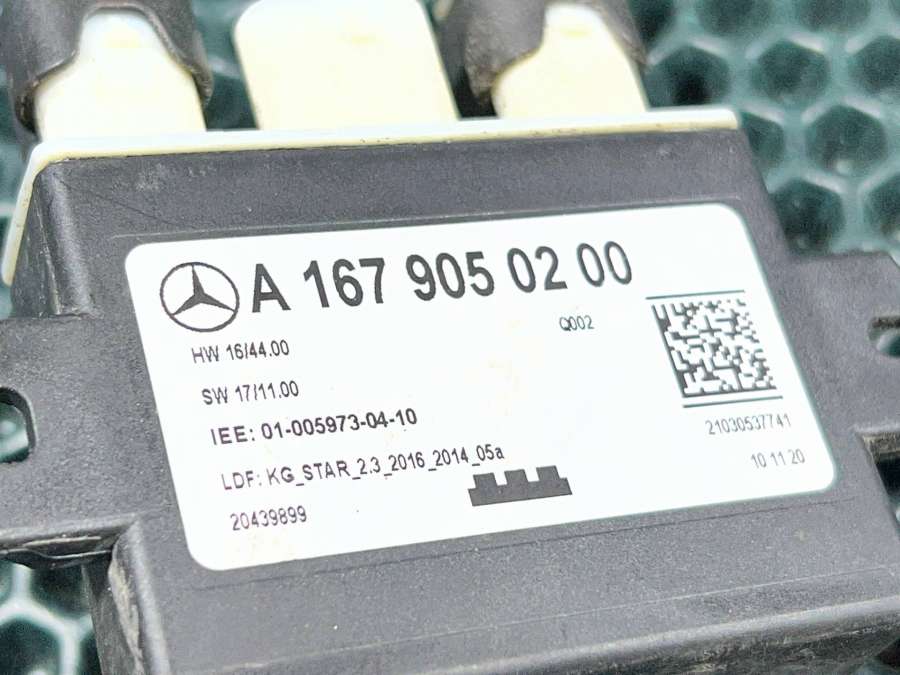 A 167 905 02 00
HW 16/44.00
Q002
SW 17/11.00
IEE: 01-005973-04-10
21030537741
LDF: KG_STAR_2.3_2016_2014_05a
10 11 20
20439899